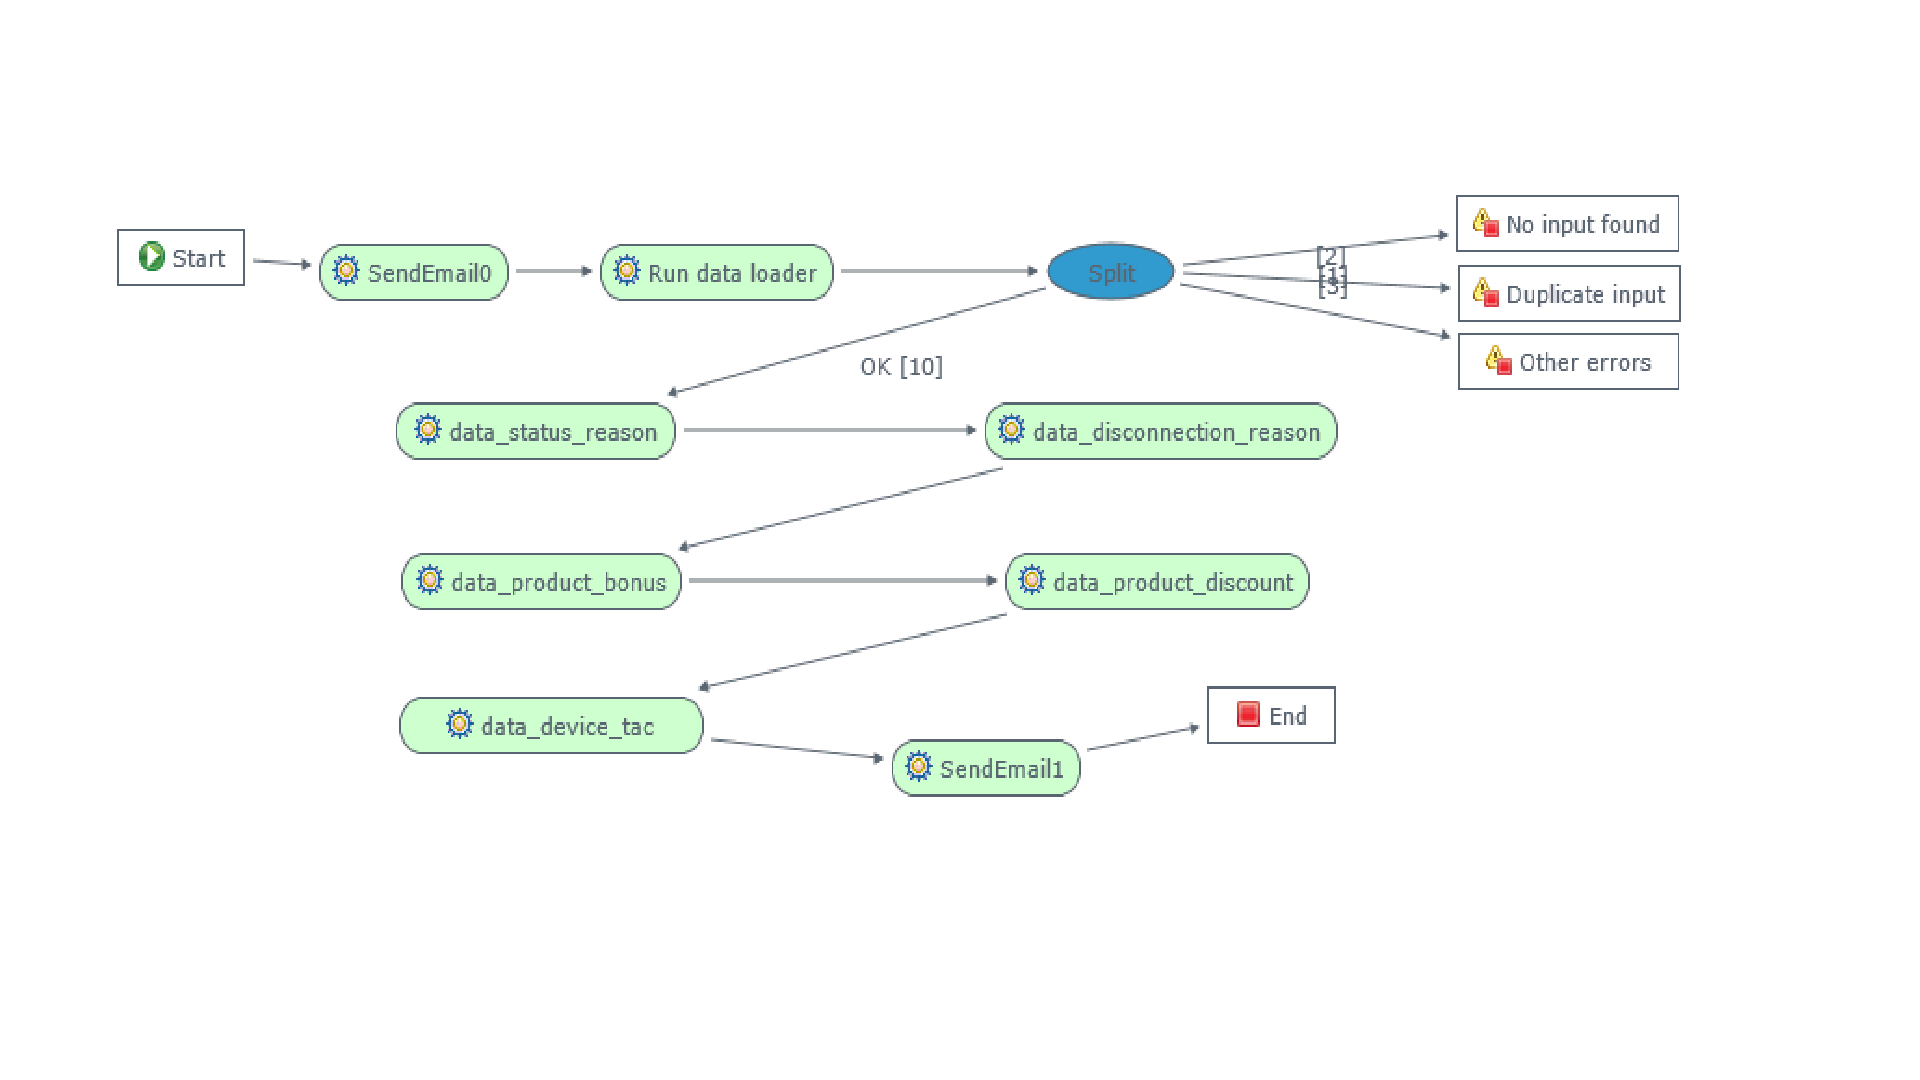 Start
SendEmail0
Run data loader
Split
[2]
[1]
[3]
No input found
Duplicate input
Other errors
OK [10]
data_status_reason
data_disconnection_reason
data_product_bonus
data_product_discount
data_device_tac
SendEmail1
End